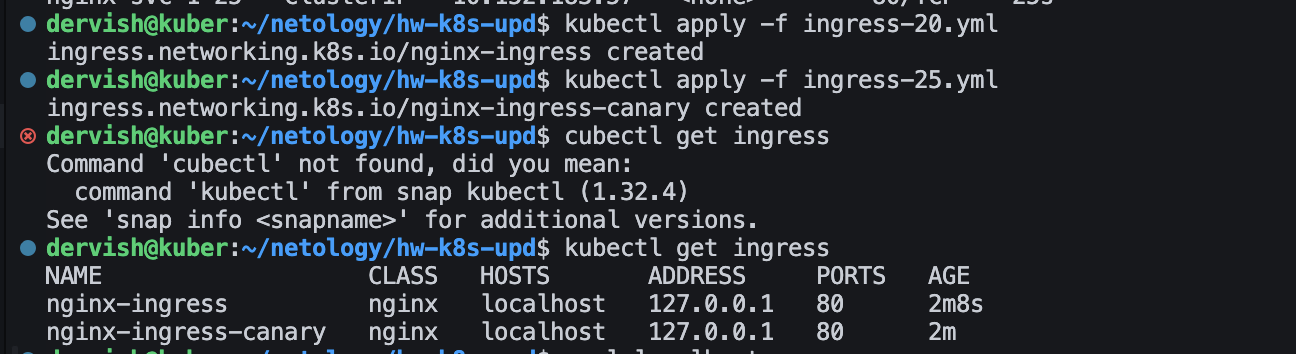 dervish@kuber:~/netology/hw-k8s-upd$ kubectl apply -f ingress-20.yml
ingress.networking.k8s.io/nginx-ingress created
dervish@kuber:~/netology/hw-k8s-upd$ kubectl apply -f ingress-25.yml
ingress.networking.k8s.io/nginx-ingress-canary created
dervish@kuber:~/netology/hw-k8s-upd$ cubectl get ingress
Command 'cubectl' not found, did you mean:
  command 'kubectl' from snap kubectl (1.32.4)
See 'snap info <snapname>' for additional versions.
dervish@kuber:~/netology/hw-k8s-upd$ kubectl get ingress
NAME                   CLASS   HOSTS       ADDRESS     PORTS   AGE
nginx-ingress          nginx   localhost   127.0.0.1   80      2m8s
nginx-ingress-canary   nginx   localhost   127.0.0.1   80      2m